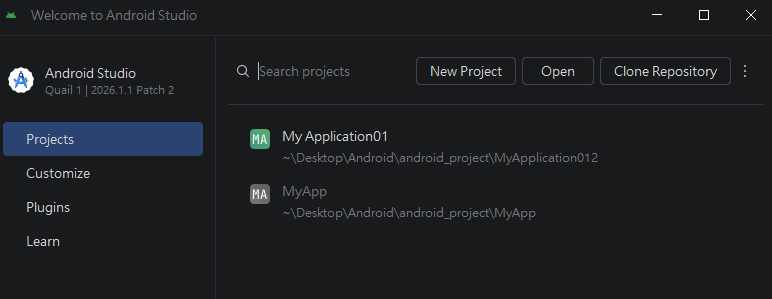 Welcome to Android Studio
Android Studio
Quail 1 | 2026.1.1 Patch 2
Projects
Customize
Plugins
Learn
Search projects
New Project
Open
Clone Repository
MA
My Application01
~\Desktop\Android\android_project\MyApplication012
MA
MyApp
~\Desktop\Android\android_project\MyApp